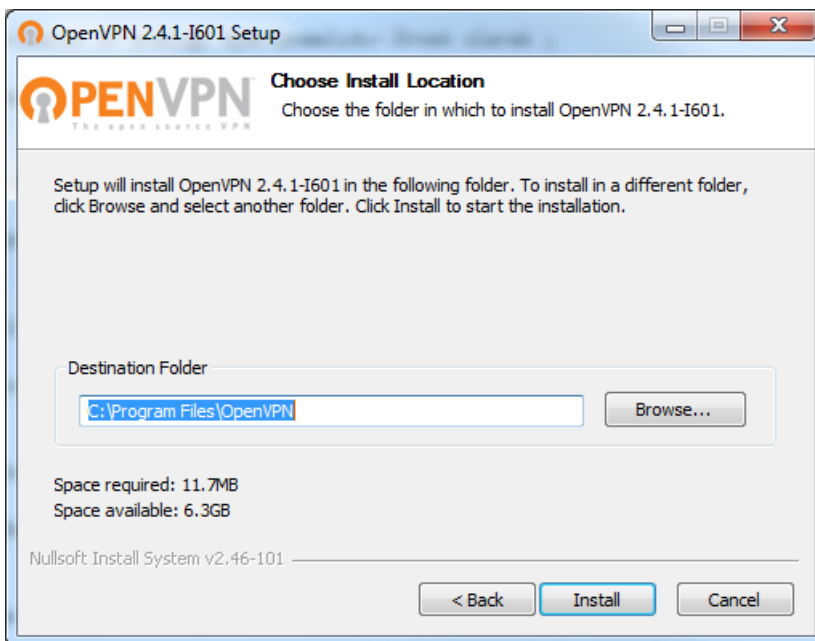 OpenVPN 2.4.1-I601 Setup
OPENVPN
The open source VPN
Choose Install Location
Choose the folder in which to install OpenVPN 2.4.1-I601.
Setup will install OpenVPN 2.4.1-I601 in the following folder. To install in a different folder,
click Browse and select another folder. Click Install to start the installation.
Destination Folder
C:\Program Files\OpenVPN
Browse...
Space required: 11.7MB
Space available: 6.3GB
Nullsoft Install System v2.46-101
< Back
Install
Cancel